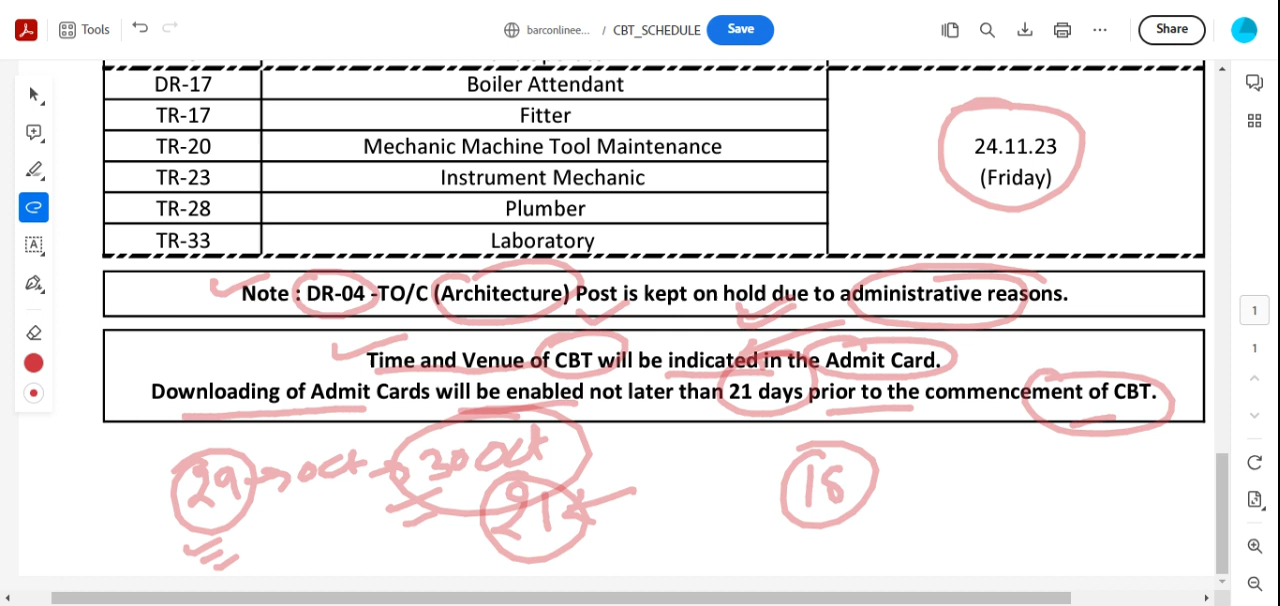 Tools
barconlinee... / CBT_SCHEDULE Save
Share
DR-17 Boiler Attendant
TR-17 Fitter
TR-20 Mechanic Machine Tool Maintenance
TR-23 Instrument Mechanic
TR-28 Plumber
TR-33 Laboratory
24.11.23
(Friday)
Note : DR-04 -TO/C (Architecture) Post is kept on hold due to administrative reasons.
Time and Venue of CBT will be indicated in the Admit Card.
Downloading of Admit Cards will be enabled not later than 21 days prior to the commencement of CBT.
29 → oct → 30 oct
21
18
1
1